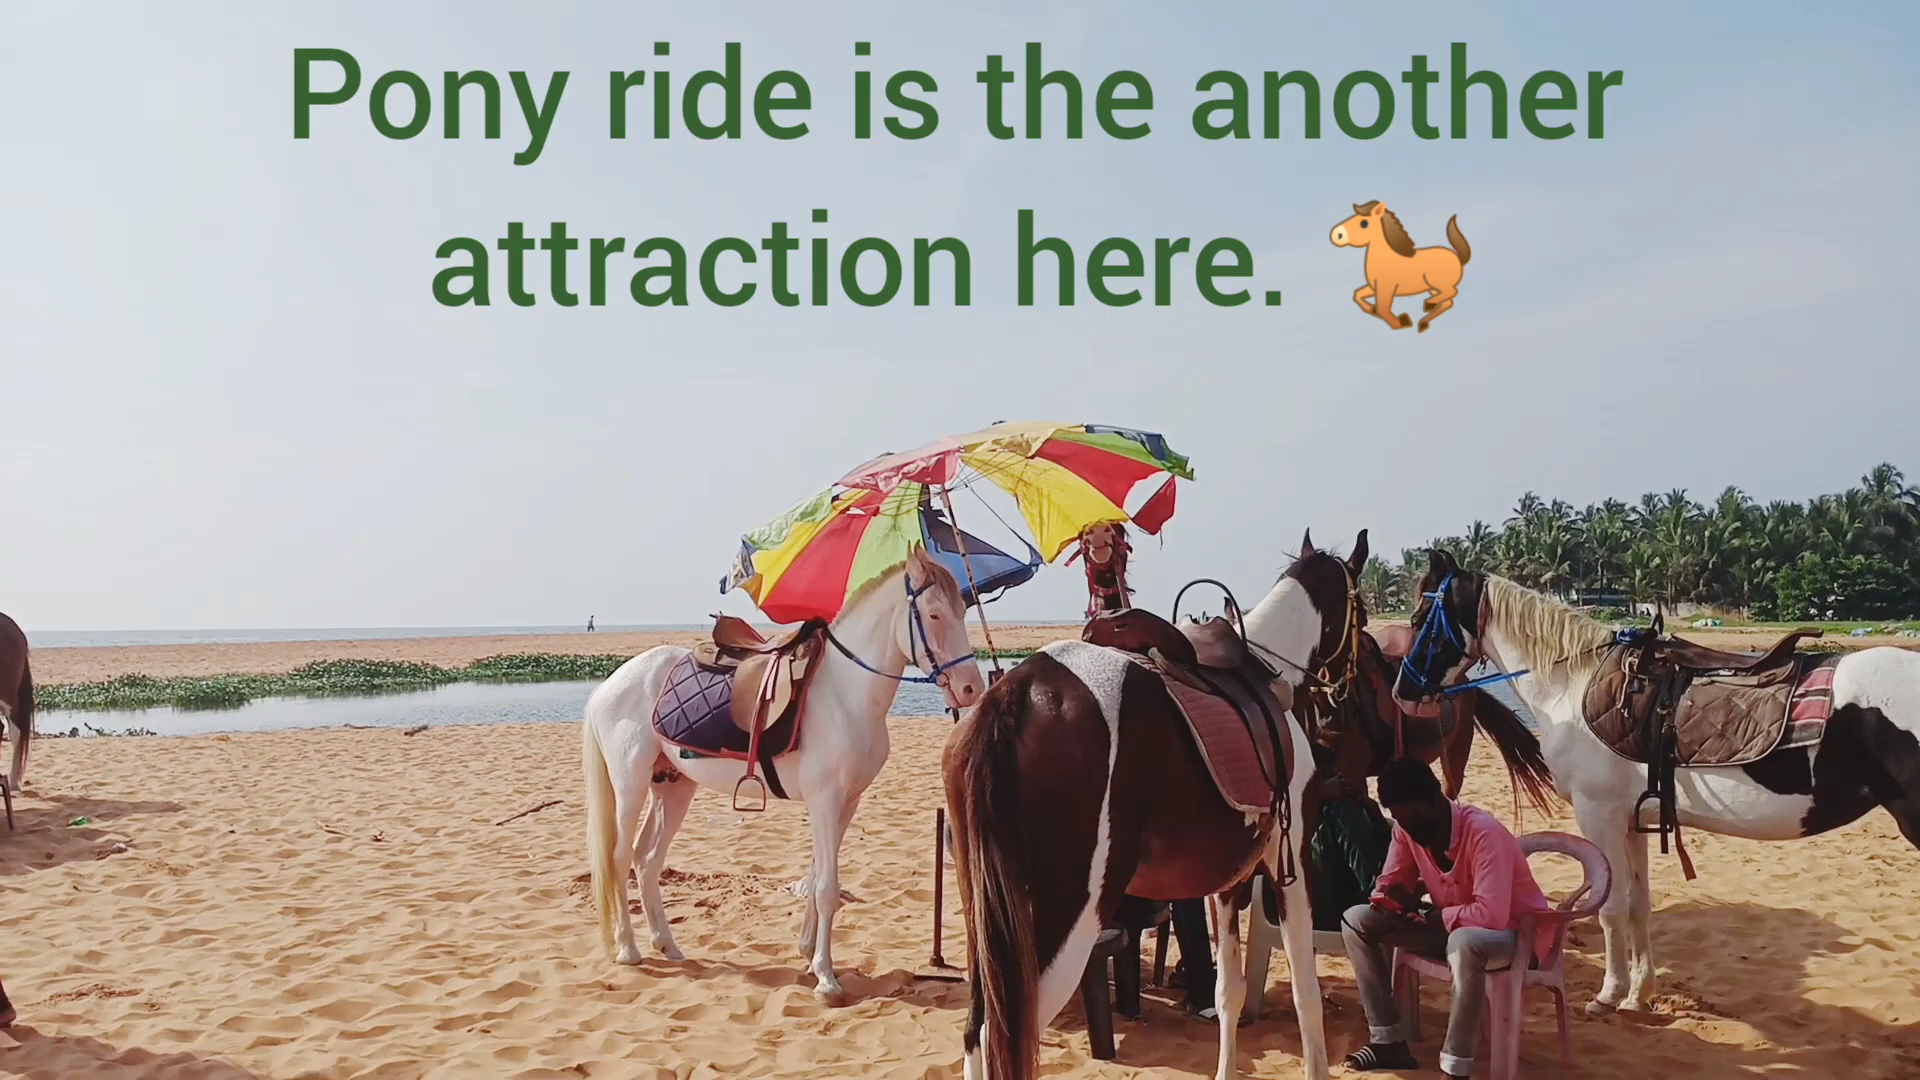 Pony ride is the another
attraction here. 🐎